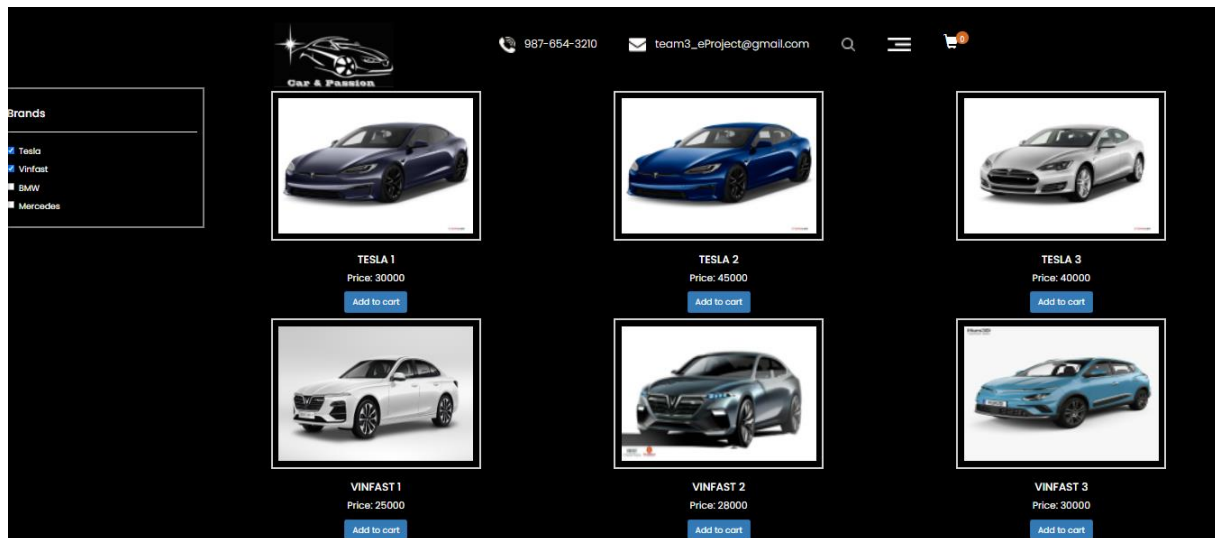 987-654-3210 team3_eProject@gmail.com 0
Car & Passion
Brands
Tesla
Vinfast
BMW
Mercedes
TESLA 1 TESLA 2 TESLA 3
Price: 30000 Price: 45000 Price: 40000
Add to cart Add to cart Add to cart
VINFAST 1 VINFAST 2 VINFAST 3
Price: 25000 Price: 28000 Price: 30000
Add to cart Add to cart Add to cart